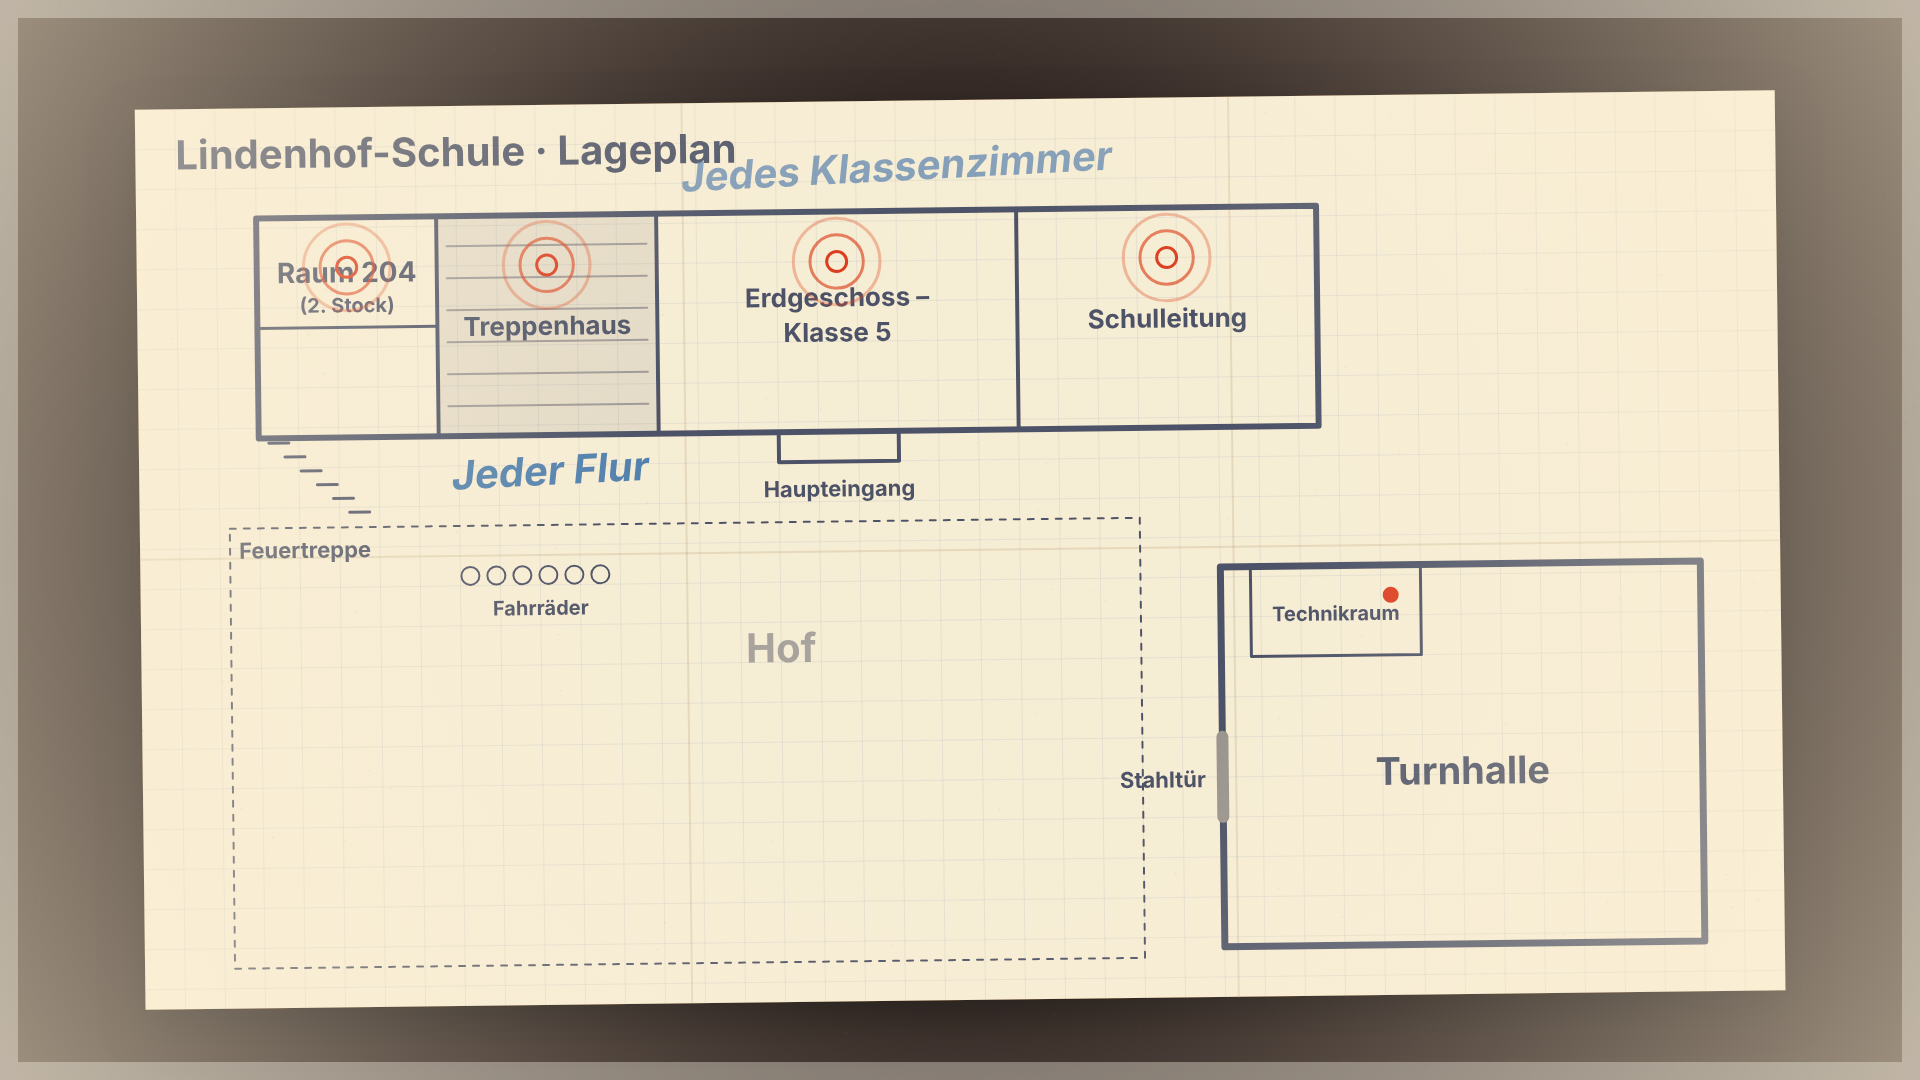 Lindenhof-Schule · Lageplan
Jedes Klassenzimmer
Raum 204
(2. Stock)
Treppenhaus
Erdgeschoss –
Klasse 5
Schulleitung
Jeder Flur
Haupteingang
Feuertreppe
Fahrräder
Hof
Technikraum
Stahltür
Turnhalle